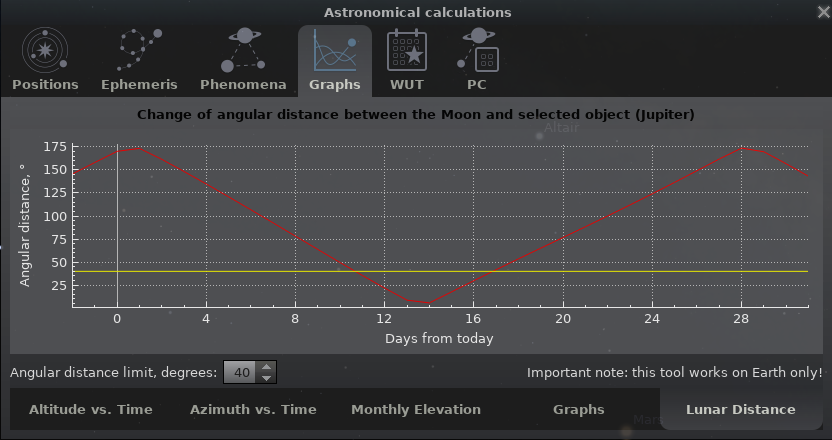 Astronomical calculations
Positions Ephemeris Phenomena Graphs WUT PC
Change of angular distance between the Moon and selected object (Jupiter)
Altair
Angular distance, °
175
150
125
100
75
50
25
0 4 8 12 16 20 24 28
Days from today
Angular distance limit, degrees: 40 Important note: this tool works on Earth only!
Altitude vs. Time Azimuth vs. Time Monthly Elevation Graphs Lunar Distance
Mars